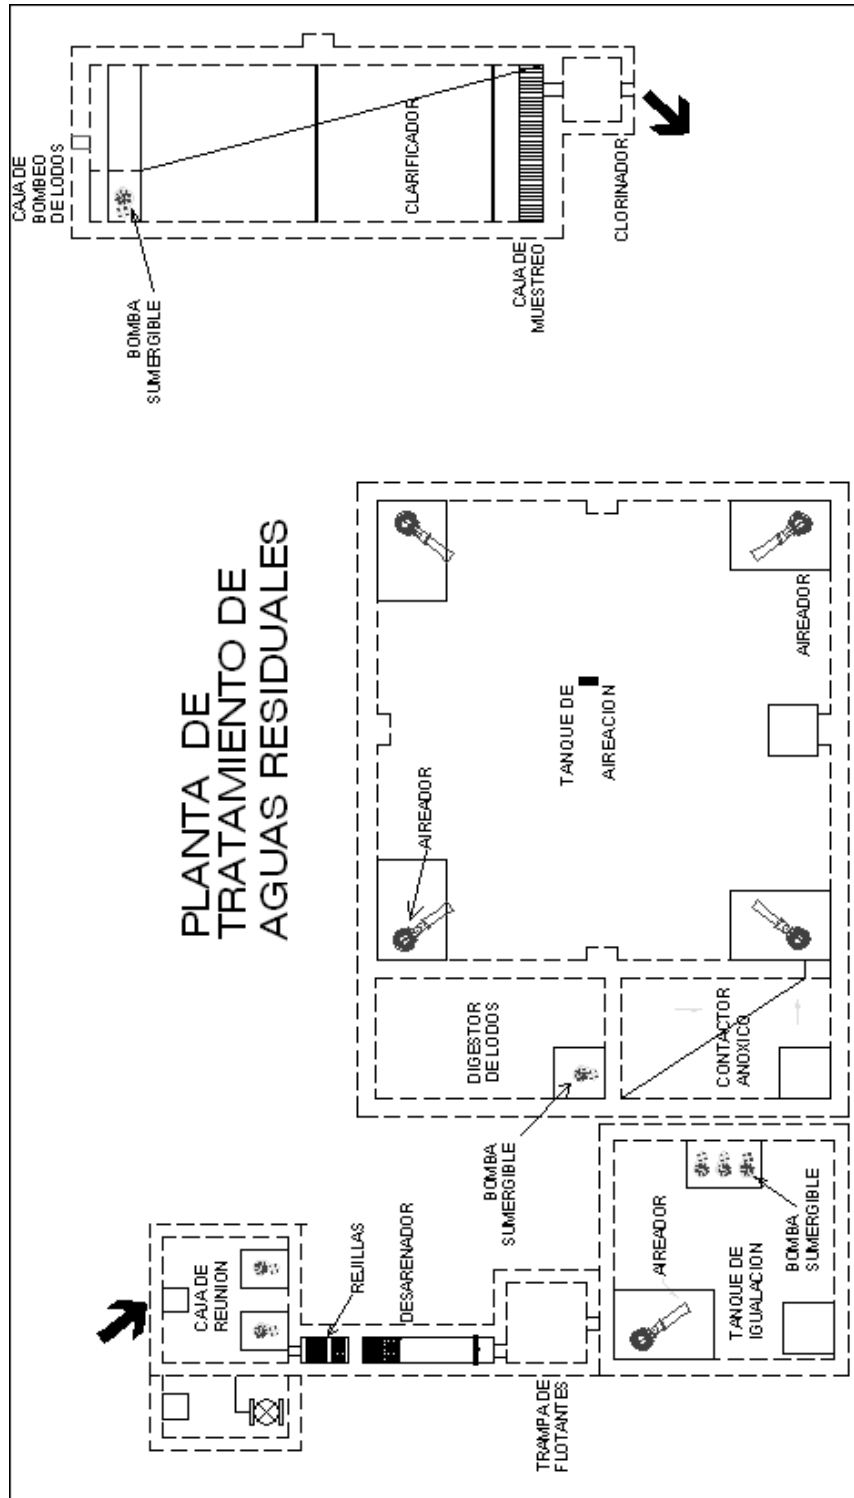 PLANTA DE
TRATAMIENTO DE
AGUAS RESIDUALES
CAJA DE
BOMBEO
DE LODOS
BOMBA
SUMERGIBLE
CLARIFICADOR
CAJA DE
MUESTREO
CLORINADOR
AIREADOR
TANQUE DE
AIREACION
AIREADOR
DIGESTOR
DE LODOS
CONTACTOR
ANOXICO
BOMBA
SUMERGIBLE
CAJA DE
REUNION
REJILLAS
DESARENADOR
TRAMPA DE
FLOTANTES
AIREADOR
TANQUE DE
IGUALACION
BOMBA
SUMERGIBLE